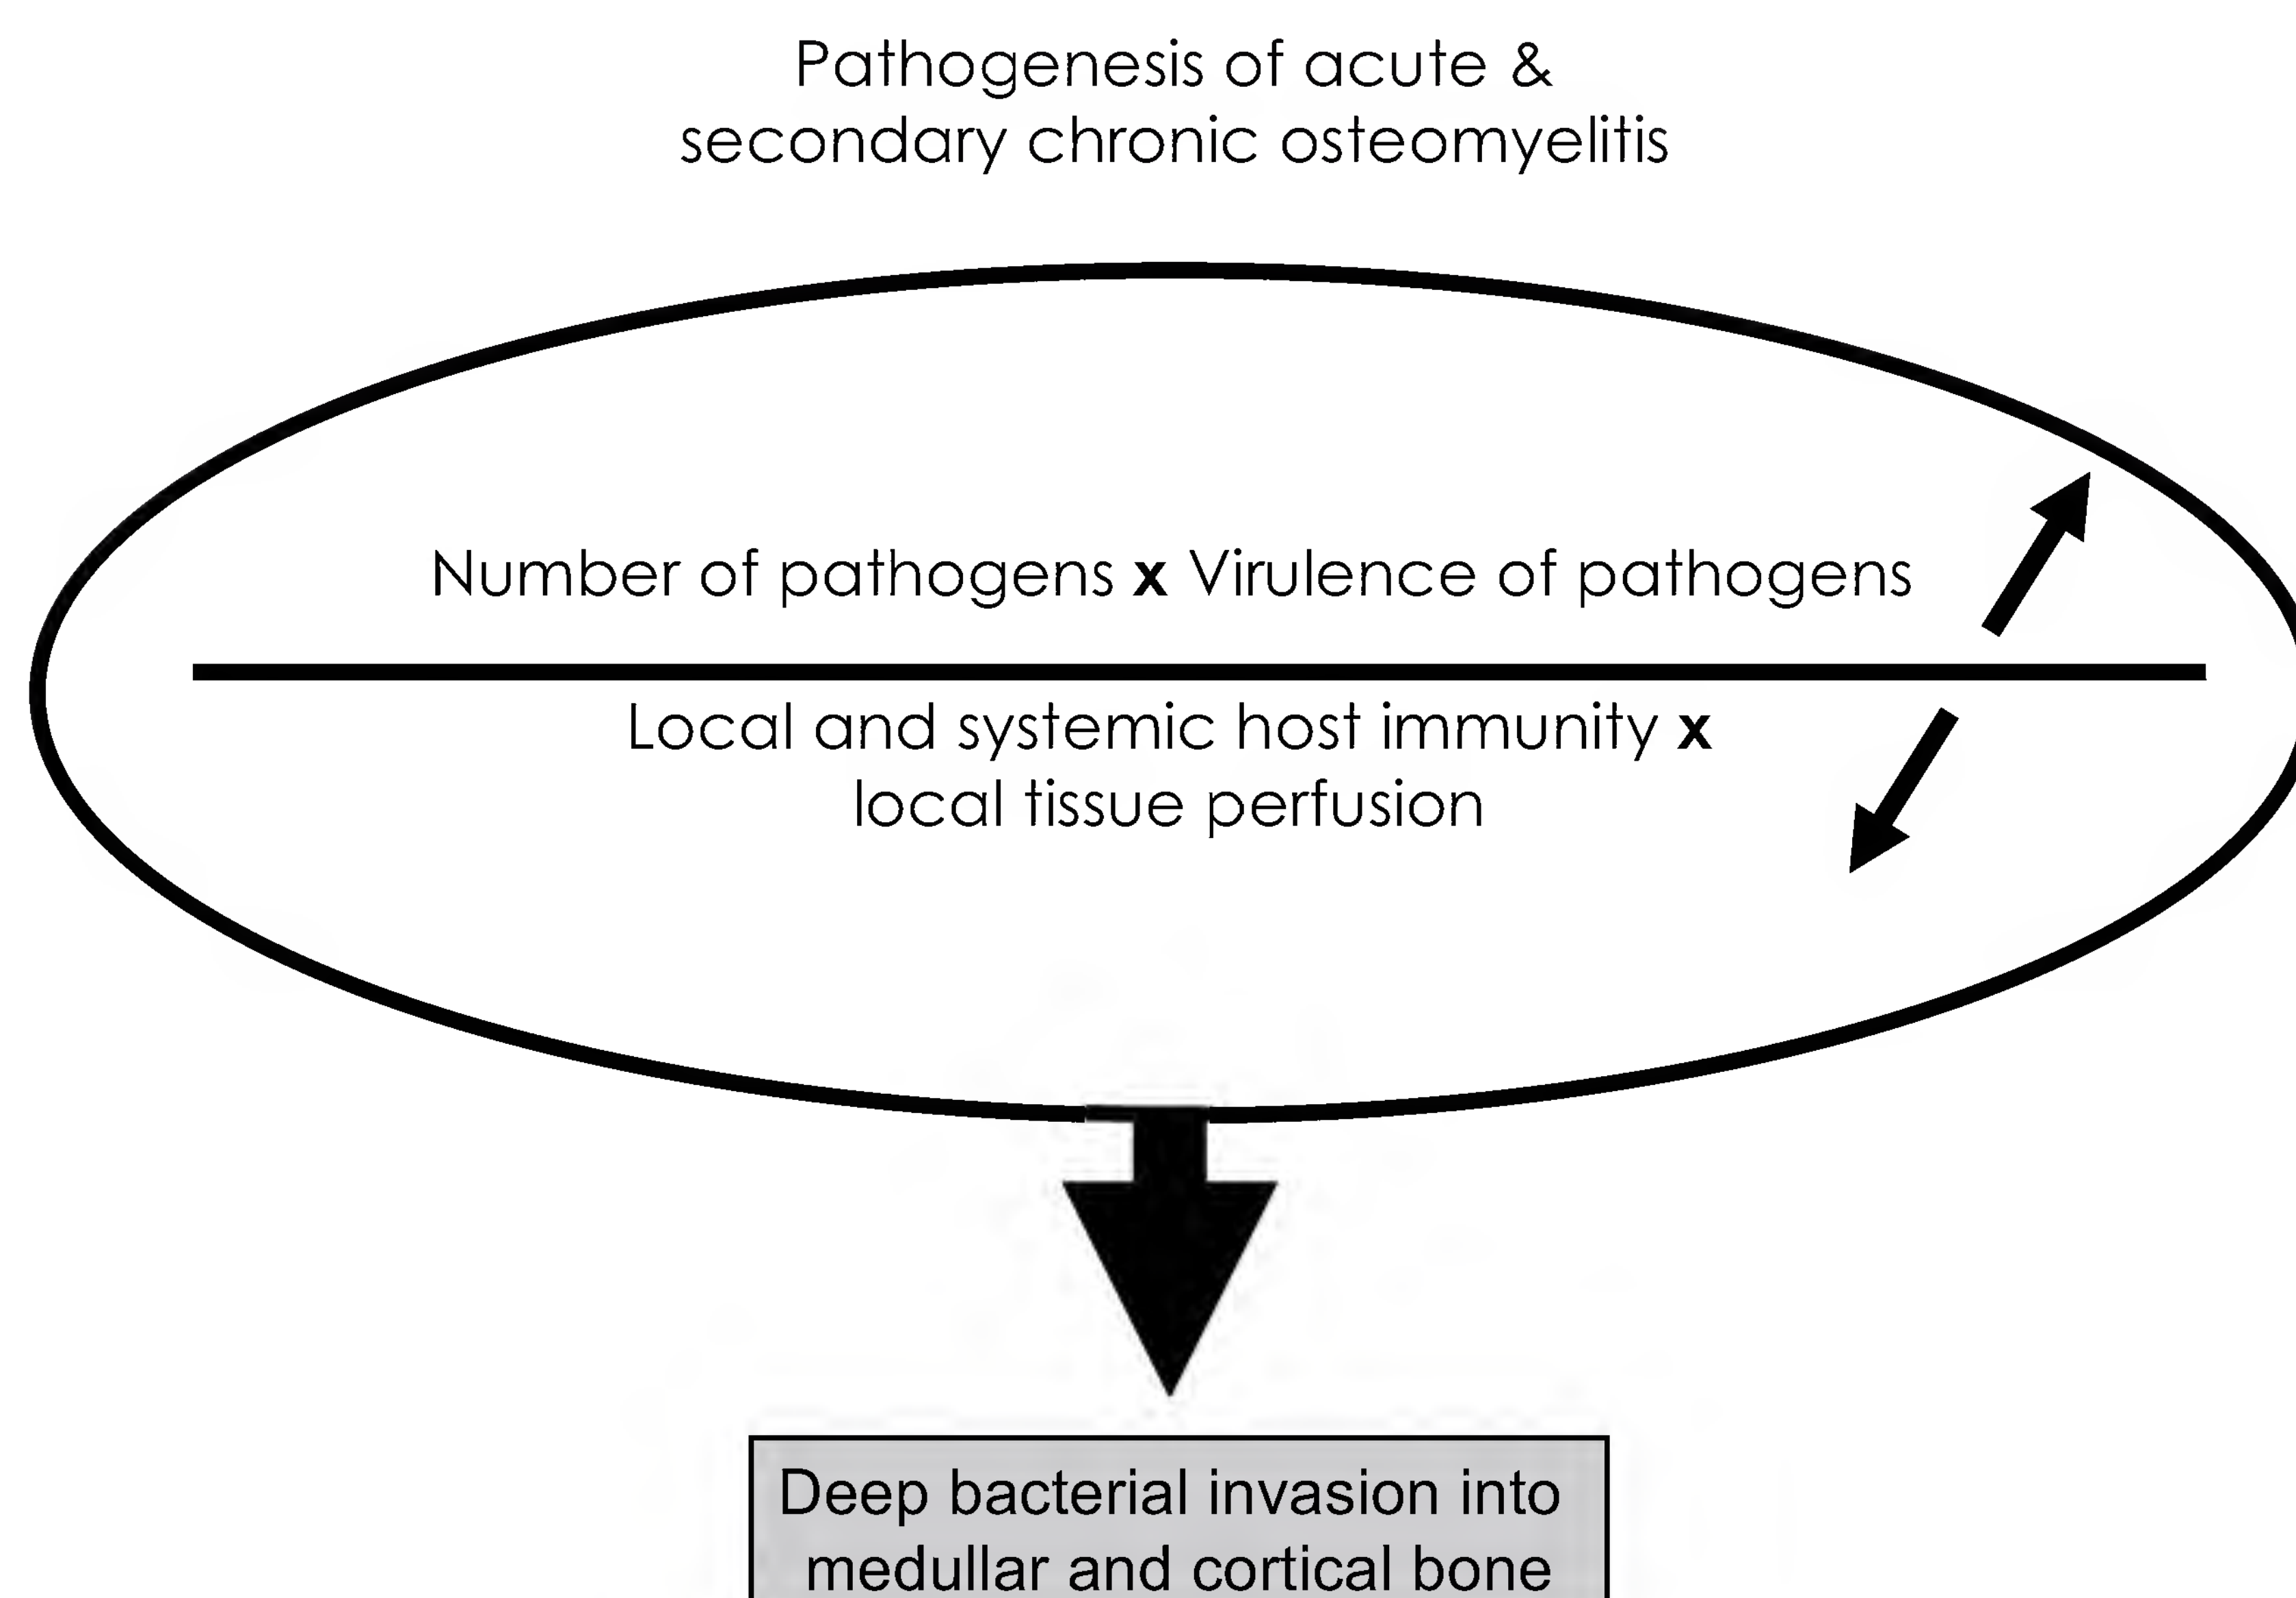 Pathogenesis of acute &
secondary chronic osteomyelitis
Number of pathogens x Virulence of pathogens
Local and systemic host immunity x
local tissue perfusion
Deep bacterial invasion into
medullar and cortical bone